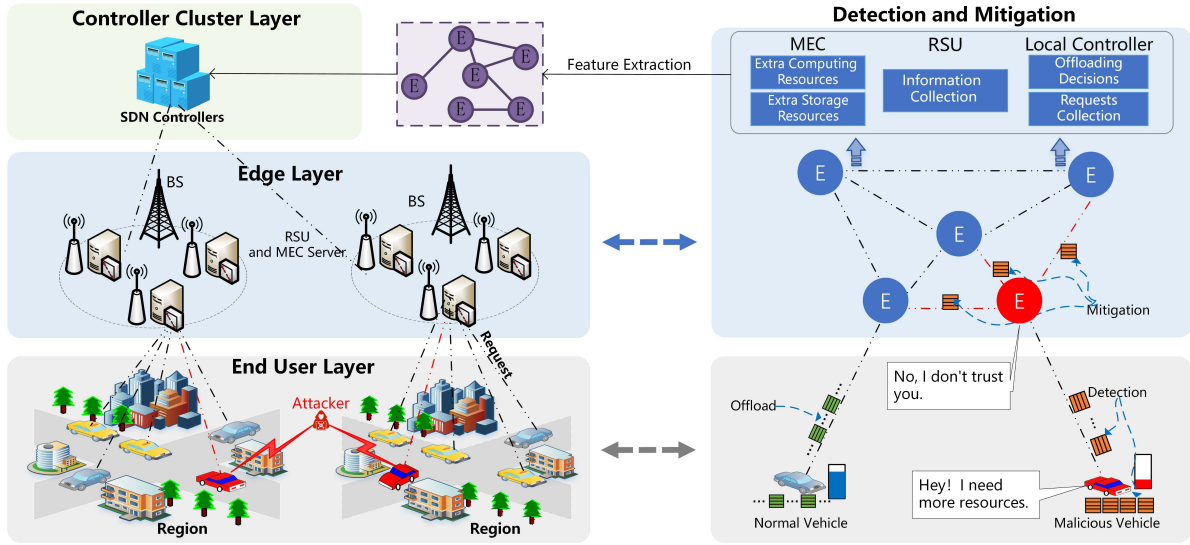 Controller Cluster Layer
SDN Controllers
E
E
E
E
E
E
Feature Extraction
Detection and Mitigation
MEC
RSU
Local Controller
Extra Computing
Resources
Extra Storage
Resources
Information
Collection
Offloading
Decisions
Requests
Collection
Edge Layer
BS
BS
RSU
and MEC Server
E
E
E
E
E
Mitigation
End User Layer
Request
Attacker
Region
Region
No, I don't trust
you.
Offload
Detection
Hey! I need
more resources.
Normal Vehicle
Malicious Vehicle